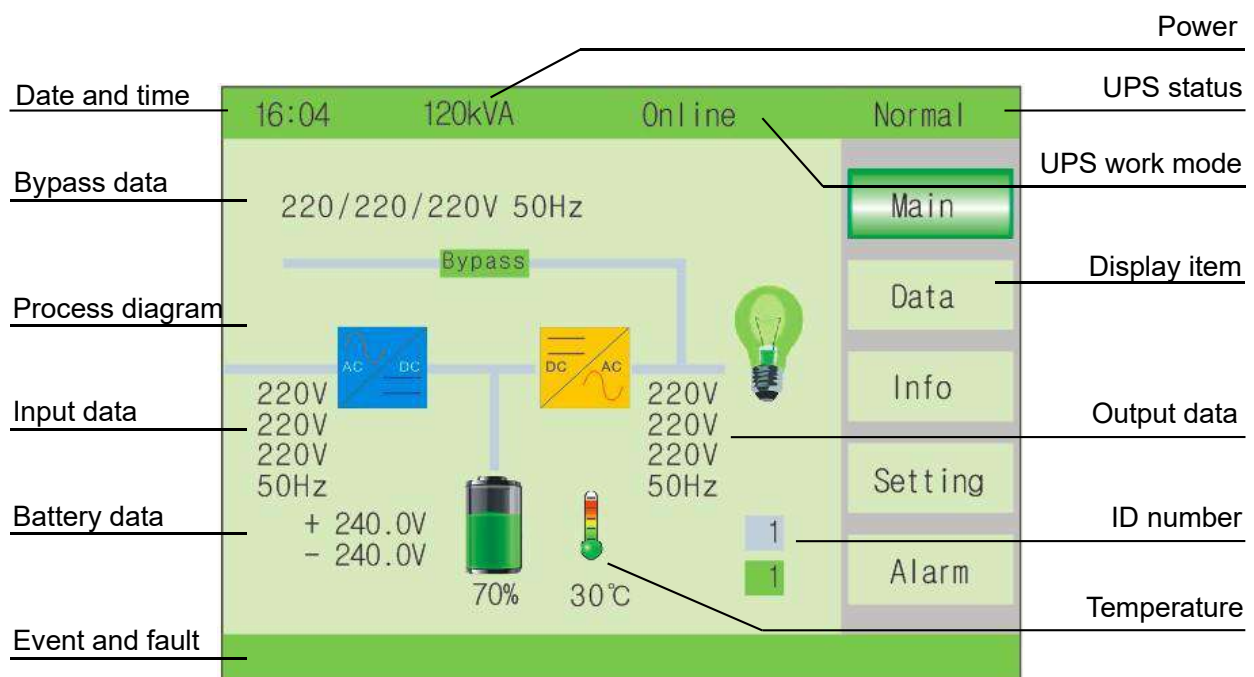 Power
Date and time
UPS status
16:04 120kVA Online Normal
UPS work mode
Bypass data
220/220/220V 50Hz
Main
Bypass
Display item
Process diagram
Data
AC DC
DC AC
Input data
220V
220V
220V
50Hz
220V
220V
220V
50Hz
Info
Output data
Setting
Battery data
+ 240.0V
- 240.0V
70%
30℃
1
1
ID number
Alarm
Temperature
Event and fault